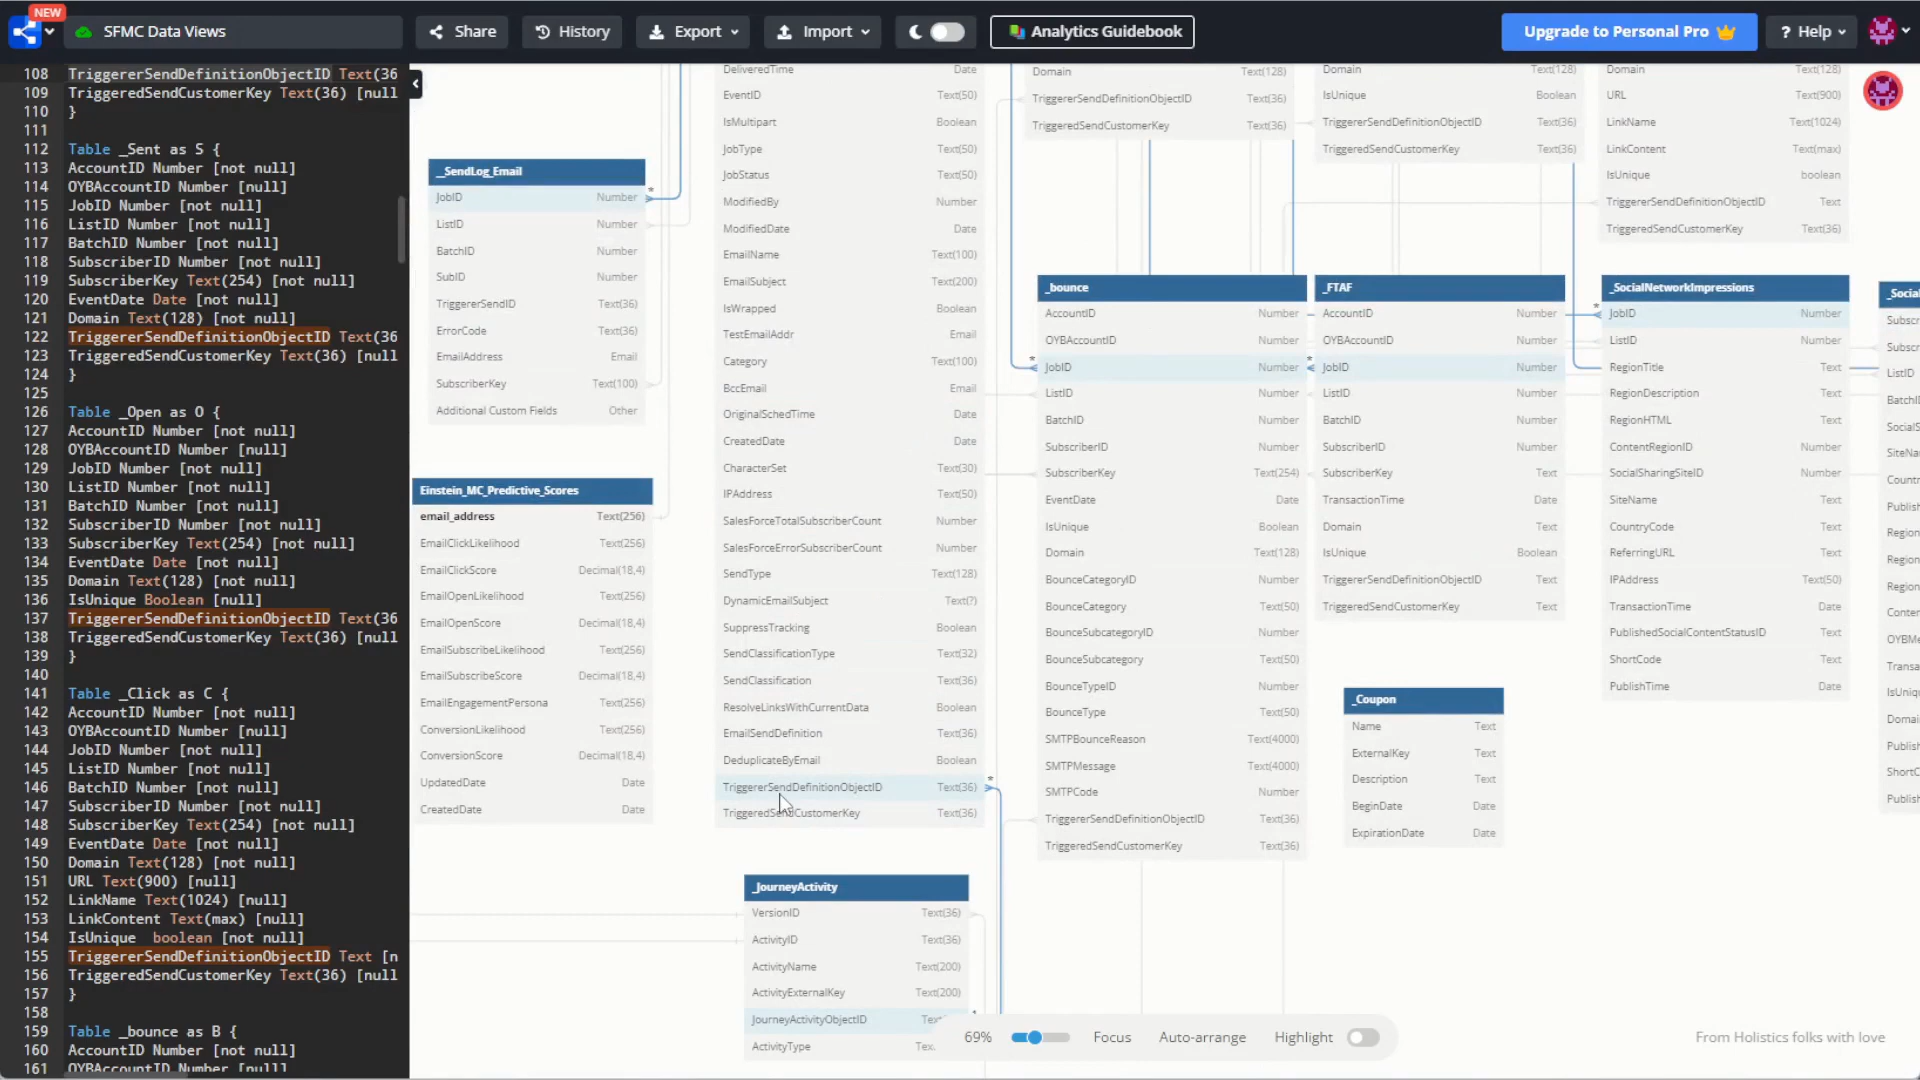 NEW
SFMC Data Views
Share
History
Export
Import
Analytics Guidebook
Upgrade to Personal Pro
? Help
108 TriggererSendDefinitionObjectID Text(36
109 TriggeredSendCustomerKey Text(36) [null
110 }
111
112 Table _Sent as S {
113 AccountID Number [not null]
114 OYBAccountID Number [null]
115 JobID Number [not null]
116 ListID Number [not null]
117 BatchID Number [not null]
118 SubscriberID Number [not null]
119 SubscriberKey Text(254) [not null]
120 EventDate Date [not null]
121 Domain Text(128) [not null]
122 TriggererSendDefinitionObjectID Text(36
123 TriggeredSendCustomerKey Text(36) [null
124 }
125
126 Table _Open as O {
127 AccountID Number [not null]
128 OYBAccountID Number [null]
129 JobID Number [not null]
130 ListID Number [not null]
131 BatchID Number [not null]
132 SubscriberID Number [not null]
133 SubscriberKey Text(254) [not null]
134 EventDate Date [not null]
135 Domain Text(128) [not null]
136 IsUnique Boolean [null]
137 TriggererSendDefinitionObjectID Text(36
138 TriggeredSendCustomerKey Text(36) [null
139 }
140
141 Table _Click as C {
142 AccountID Number [not null]
143 OYBAccountID Number [null]
144 JobID Number [not null]
145 ListID Number [not null]
146 BatchID Number [not null]
147 SubscriberID Number [not null]
148 SubscriberKey Text(254) [not null]
149 EventDate Date [not null]
150 Domain Text(128) [not null]
151 URL Text(900) [null]
152 LinkName Text(1024) [null]
153 LinkContent Text(max) [null]
154 IsUnique boolean [not null]
155 TriggererSendDefinitionObjectID Text [n
156 TriggeredSendCustomerKey Text(36) [null
157 }
158
159 Table _bounce as B {
160 AccountID Number [not null]
161 OYBAccountID Number [null]
__SendLog_Email
JobID Number
ListID Number
BatchID Number
SubID Number
TriggererSendID Text(36)
ErrorCode Text(36)
EmailAddress Email
SubscriberKey Text(100)
Additional Custom Fields Other
Einstein_MC_Predictive_Scores
email_address Text(256)
EmailClickLikelihood Text(256)
EmailClickScore Decimal(18,4)
EmailOpenLikelihood Text(256)
EmailOpenScore Decimal(18,4)
EmailSubscribeLikelihood Text(256)
EmailSubscribeScore Decimal(18,4)
EmailEngagementPersona Text(256)
ConversionLikelihood Text(256)
ConversionScore Decimal(18,4)
UpdatedDate Date
CreatedDate Date
DeliveredTime Date
EventID Text(50)
IsMultipart Boolean
JobType Text(50)
JobStatus Text(50)
ModifiedBy Number
ModifiedDate Date
EmailName Text(100)
EmailSubject Text(200)
IsWrapped Boolean
TestEmailAddr Email
Category Text(100)
BccEmail Email
OriginalSchedTime Date
CreatedDate Date
CharacterSet Text(30)
IPAddress Text(50)
SalesForceTotalSubscriberCount Number
SalesForceErrorSubscriberCount Number
SendType Text(128)
DynamicEmailSubject Text(?)
SuppressTracking Boolean
SendClassificationType Text(32)
SendClassification Text(36)
ResolveLinksWithCurrentData Boolean
EmailSendDefinition Text(36)
DeduplicateByEmail Boolean
TriggererSendDefinitionObjectID Text(36)
TriggeredSendCustomerKey Text(36)
_JourneyActivity
VersionID Text(36)
ActivityID Text(36)
ActivityName Text(200)
ActivityExternalKey Text(200)
JourneyActivityObjectID Tex
ActivityType Tex
Domain Text(128)
TriggererSendDefinitionObjectID Text(36)
TriggeredSendCustomerKey Text(36)
_bounce
AccountID Number
OYBAccountID Number
JobID Number
ListID Number
BatchID Number
SubscriberID Number
SubscriberKey Text(254)
EventDate Date
IsUnique Boolean
Domain Text(128)
BounceCategoryID Number
BounceCategory Text(50)
BounceSubcategoryID Number
BounceSubcategory Text(50)
BounceTypeID Number
BounceType Text(50)
SMTPBounceReason Text(4000)
SMTPMessage Text(4000)
SMTPCode Number
TriggererSendDefinitionObjectID Text(36)
TriggeredSendCustomerKey Text(36)
Domain Text(128)
IsUnique Boolean
TriggererSendDefinitionObjectID Text(36)
TriggeredSendCustomerKey Text(36)
_FTAF
AccountID Number
OYBAccountID Number
JobID Number
ListID Number
BatchID Number
SubscriberID Number
SubscriberKey Text
TransactionTime Date
Domain Text
IsUnique Boolean
TriggererSendDefinitionObjectID Text
TriggeredSendCustomerKey Text
_Coupon
Name Text
ExternalKey Text
Description Text
BeginDate Date
ExpirationDate Date
Domain Text(128)
URL Text(900)
LinkName Text(1024)
LinkContent Text(max)
IsUnique boolean
TriggererSendDefinitionObjectID Text
TriggeredSendCustomerKey Text(36)
_SocialNetworkImpressions
JobID Number
ListID Number
RegionTitle Text
RegionDescription Text
RegionHTML Text
ContentRegionID Number
SocialSharingSiteID Number
SiteName Text
CountryCode Text
ReferringURL Text
IPAddress Text(50)
TransactionTime Date
PublishedSocialContentStatusID Text
ShortCode Text
PublishTime Date
_Social
Subscr
Subscr
ListID
BatchI
SocialS
SiteNa
Countr
Publish
Region
Region
Region
Conten
OYBMe
Transa
IsUniqu
Domai
Publish
ShortC
Publish
69%
Focus
Auto-arrange
Highlight
From Holistics folks with love